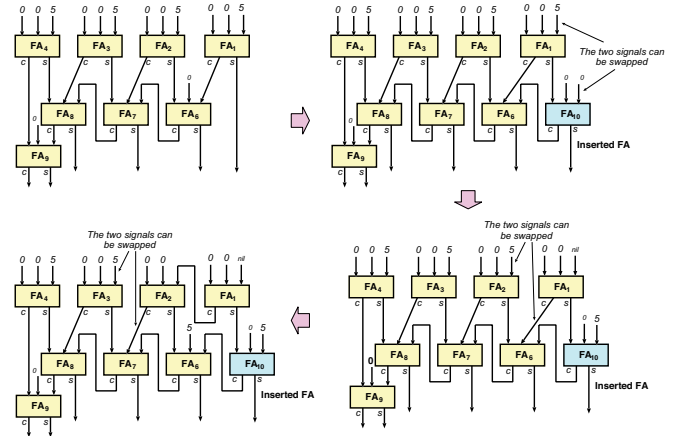 0 0 5 0 0 5 0 0 5 0 0 5
FA4 FA3 FA2 FA1
c s c s c s c s
0
0
FA8 FA7 FA6
c s c s c s
FA9
c s
0 0 5 0 0 5 0 0 5 0 0 5
The two signals can
be swapped
FA4 FA3 FA2 FA1
c s c s c s c s
0 0
0
FA8 FA7 FA6 FA10
c s c s c s c s
Inserted FA
FA9
c s
The two signals can
be swapped
0 0 5 0 0 5 0 0 0 0 nil
FA4 FA3 FA2 FA1
c s c s c s c s
5 0 5
0
FA8 FA7 FA6 FA10
c s c s c s c s
Inserted FA
FA9
c s
The two signals can
be swapped
0 0 5 0 0 5 0 0 5 0 0 nil
FA4 FA3 FA2 FA1
c s c s c s c s
0 5
0
FA8 FA7 FA6 FA10
c s c s c s c s
Inserted FA
FA9
c s